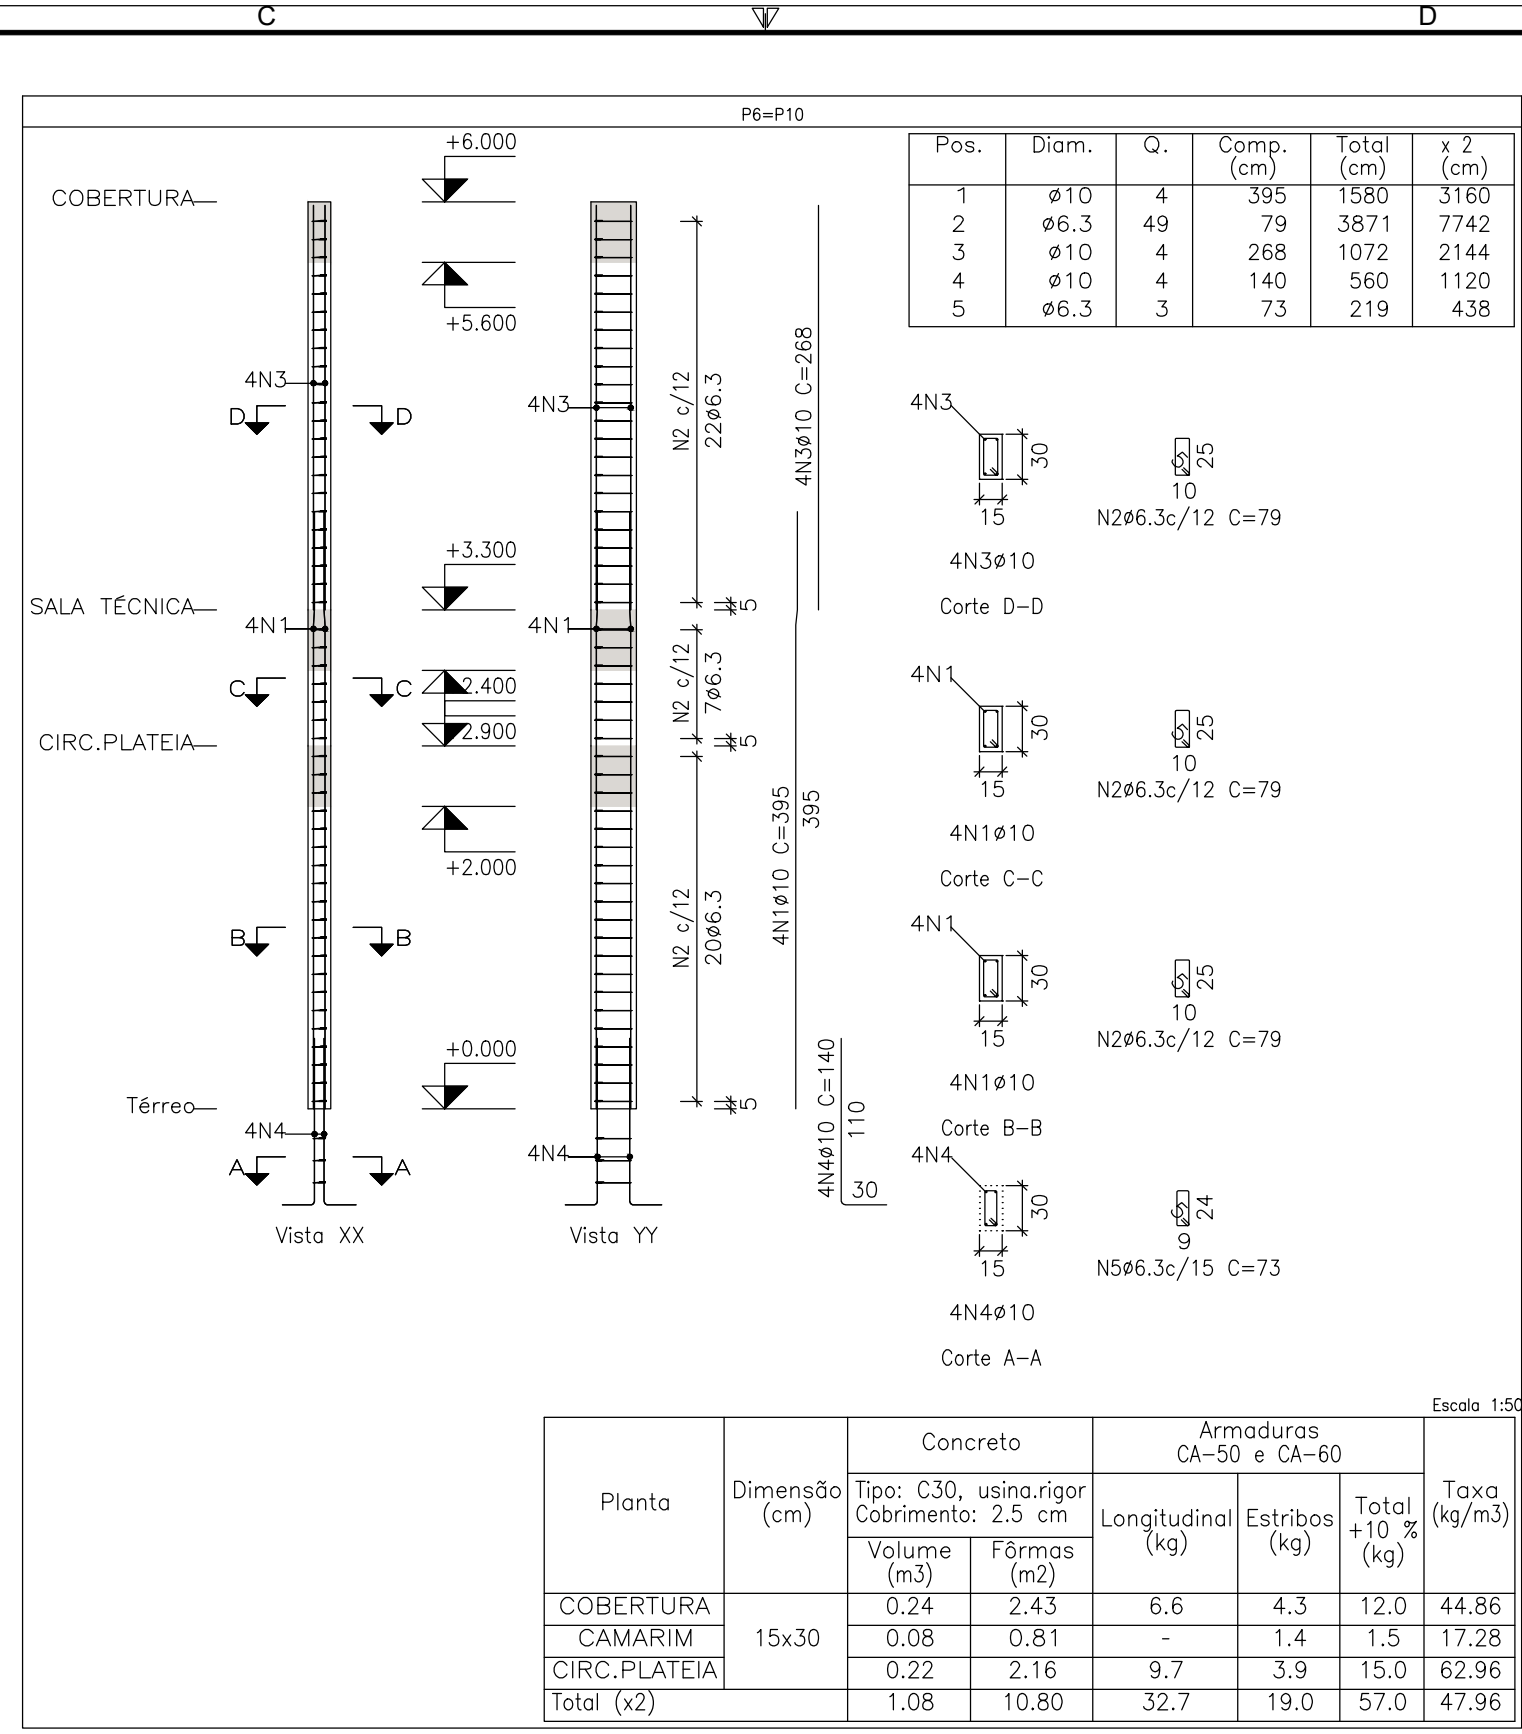 C D
P6=P10
Pos. Diam. Q. Comp. (cm) Total (cm) x 2 (cm)
1 ø10 4 395 1580 3160
2 ø6.3 49 79 3871 7742
3 ø10 4 268 1072 2144
4 ø10 4 140 560 1120
5 ø6.3 3 73 219 438
COBERTURA
+6.000
+5.600
4N3
D D
4N3
N2 c/12
22ø6.3
4N3ø10 C=268
SALA TÉCNICA
+3.300
5
4N1
4N1
N2 c/12
7ø6.3
C C
2.400
2.900
CIRC.PLATEIA
5
+2.000
N2 c/12
20ø6.3
4N1ø10 C=395
395
B B
+0.000
Térreo
5
4N4
4N4
A A
4N4ø10 C=140
110
30
Vista XX
Vista YY
4N3
30
15
25
6
10
N2ø6.3c/12 C=79
4N3ø10
Corte D-D
4N1
30
15
25
6
10
N2ø6.3c/12 C=79
4N1ø10
Corte C-C
4N1
30
15
25
6
10
N2ø6.3c/12 C=79
4N1ø10
Corte B-B
4N4
30
15
24
6
9
N5ø6.3c/15 C=73
4N4ø10
Corte A-A
Escala 1:50
Planta
Dimensão (cm)
Concreto
Tipo: C30, usina.rigor
Cobrimento: 2.5 cm
Volume (m3)
Fôrmas (m2)
Armaduras
CA-50 e CA-60
Longitudinal (kg)
Estribos (kg)
Total +10 % (kg)
Taxa (kg/m3)
COBERTURA 0.24 2.43 6.6 4.3 12.0 44.86
CAMARIM 15x30 0.08 0.81 - 1.4 1.5 17.28
CIRC.PLATEIA 0.22 2.16 9.7 3.9 15.0 62.96
Total (x2) 1.08 10.80 32.7 19.0 57.0 47.96